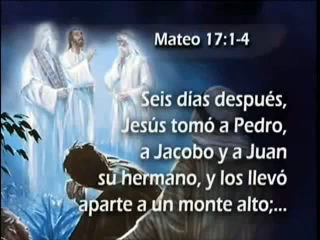 Mateo 17:1-4
Seis días después,
Jesús tomó a Pedro,
a Jacobo y a Juan
su hermano, y los llevó
aparte a un monte alto;...